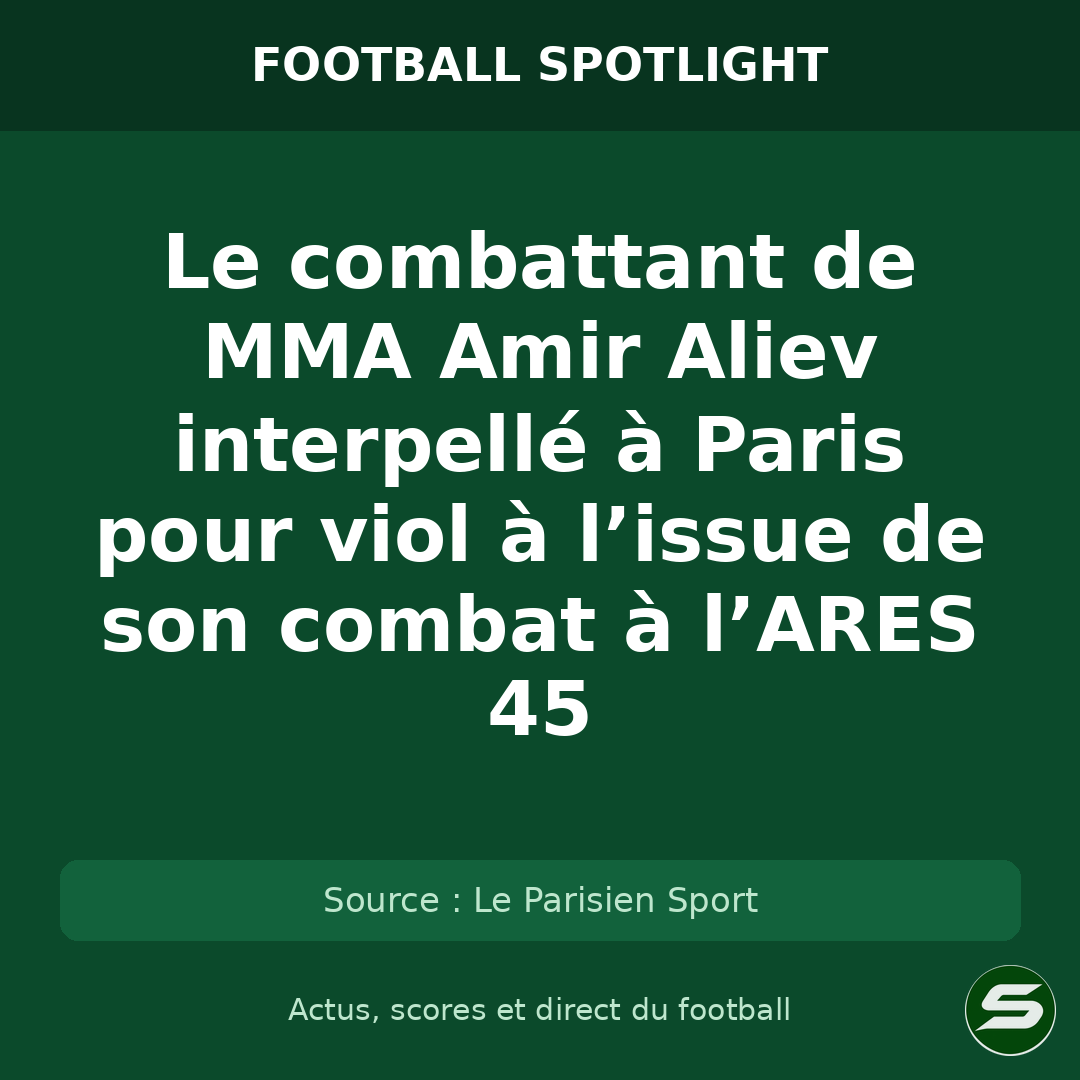 FOOTBALL SPOTLIGHT
Le combattant de
MMA Amir Aliev
interpellé à Paris
pour viol à l’issue de
son combat à l’ARES
45
Source : Le Parisien Sport
Actus, scores et direct du football
S